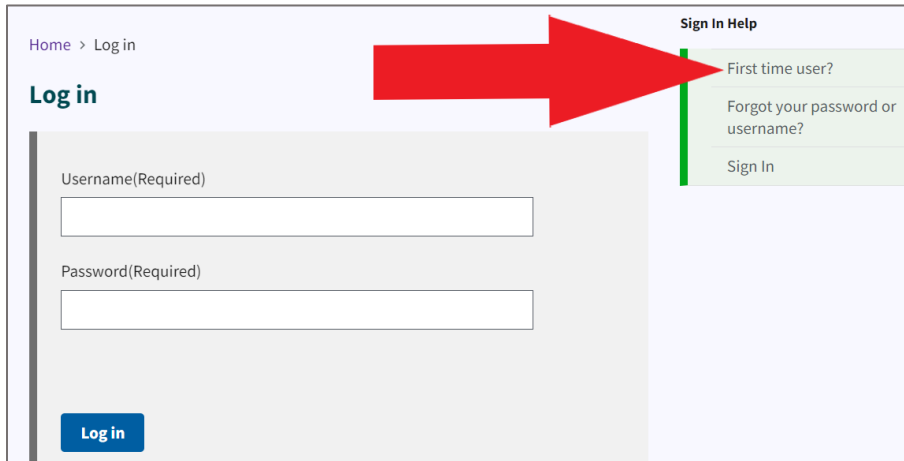 Home > Log in
Log in
Username(Required)
Password(Required)
Log in
Sign In Help
First time user?
Forgot your password or
username?
Sign In